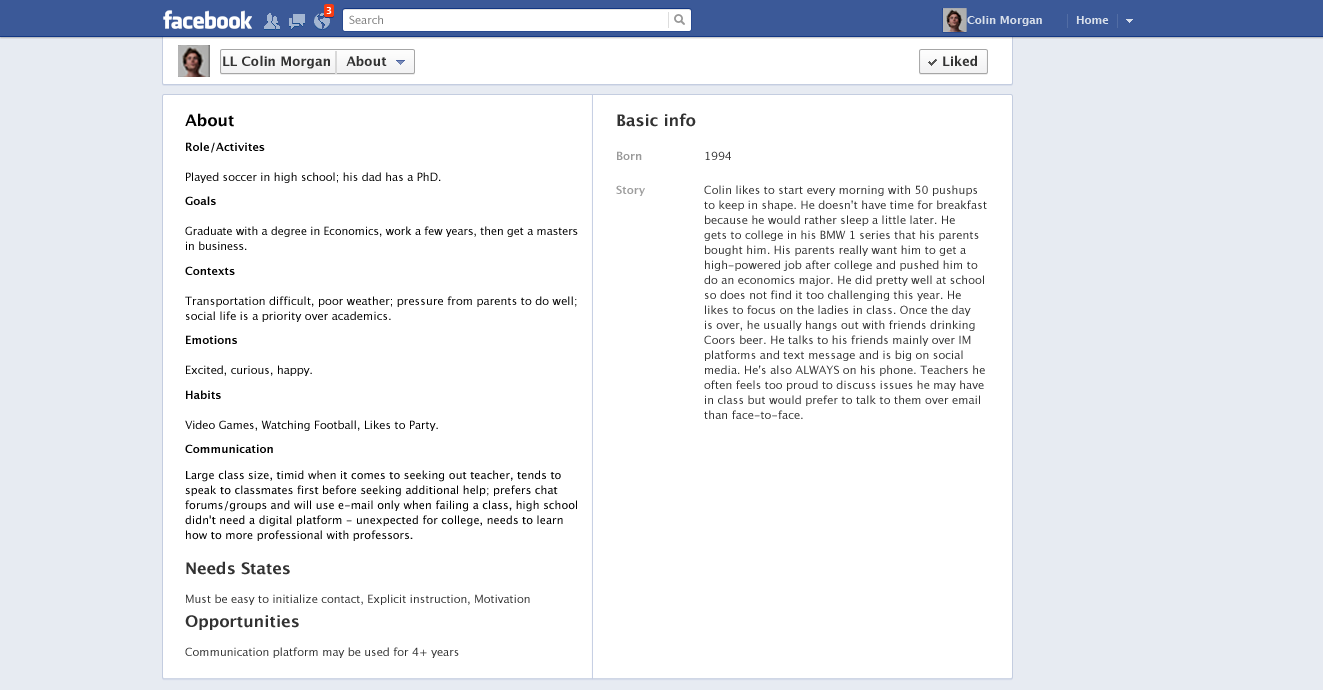 facebook
3
Search
Colin Morgan
Home
LL Colin Morgan
About
Liked
About
Role/Activites
Played soccer in high school; his dad has a PhD.
Goals
Graduate with a degree in Economics, work a few years, then get a masters
in business.
Contexts
Transportation difficult, poor weather; pressure from parents to do well;
social life is a priority over academics.
Emotions
Excited, curious, happy.
Habits
Video Games, Watching Football, Likes to Party.
Communication
Large class size, timid when it comes to seeking out teacher, tends to
speak to classmates first before seeking additional help; prefers chat
forums/groups and will use e-mail only when failing a class, high school
didn't need a digital platform - unexpected for college, needs to learn
how to more professional with professors.
Needs States
Must be easy to initialize contact, Explicit instruction, Motivation
Opportunities
Communication platform may be used for 4+ years
Basic info
Born
1994
Story
Colin likes to start every morning with 50 pushups
to keep in shape. He doesn't have time for breakfast
because he would rather sleep a little later. He
gets to college in his BMW 1 series that his parents
bought him. His parents really want him to get a
high-powered job after college and pushed him to
do an economics major. He did pretty well at school
so does not find it too challenging this year. He
likes to focus on the ladies in class. Once the day
is over, he usually hangs out with friends drinking
Coors beer. He talks to his friends mainly over IM
platforms and text message and is big on social
media. He's also ALWAYS on his phone. Teachers he
often feels too proud to discuss issues he may have
in class but would prefer to talk to them over email
than face-to-face.